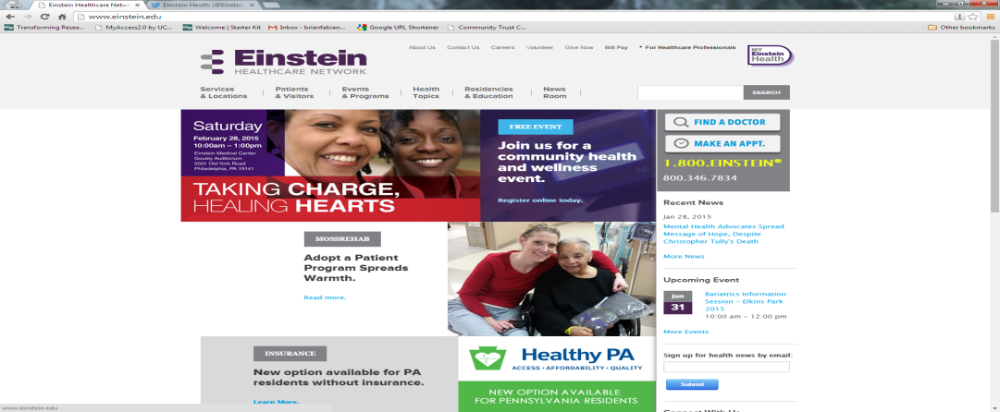 Einstein Healthcare Netwo
Einstein Health (@Einstein
www.einstein.edu
Transforming Resea...
MyAccess2.0 by UC...
Welcome | Starter Kit
Inbox - brianfabian...
Google URL Shortener
Community Trust C...
Other bookmarks
About Us
Contact Us
Careers
Volunteer
Give Now
Bill Pay
For Healthcare Professionals
MY
Einstein
Health
Einstein
HEALTHCARE NETWORK
Services
& Locations
Patients
& Visitors
Events
& Programs
Health
Topics
Residencies
& Education
News
Room
SEARCH
Saturday
February 28, 2015
10:00am – 1:00pm
Einstein Medical Center
Gouley Auditorium
5501 Old York Road
Philadelphia, PA 19141
TAKING CHARGE,
HEALING HEARTS
FREE EVENT
Join us for a
community health
and wellness
event.
Register online today.
FIND A DOCTOR
MAKE AN APPT.
1.800.EINSTEIN®
800.346.7834
Recent News
Jan 28, 2015
Mental Health Advocates Spread
Message of Hope, Despite
Christopher Tully's Death
More News
MOSSREHAB
Adopt a Patient
Program Spreads
Warmth.
Read more.
Upcoming Event
Jan
31
Bariatrics Information
Session – Elkins Park
2015
10:00 am – 12:00 pm
More Events
INSURANCE
New option available for PA
residents without insurance.
Learn More.
Healthy PA
ACCESS • AFFORDABILITY • QUALITY
NEW OPTION AVAILABLE
FOR PENNSYLVANIA RESIDENTS
Sign up for health news by email:
Submit
Connect With Us
www.einstein.edu